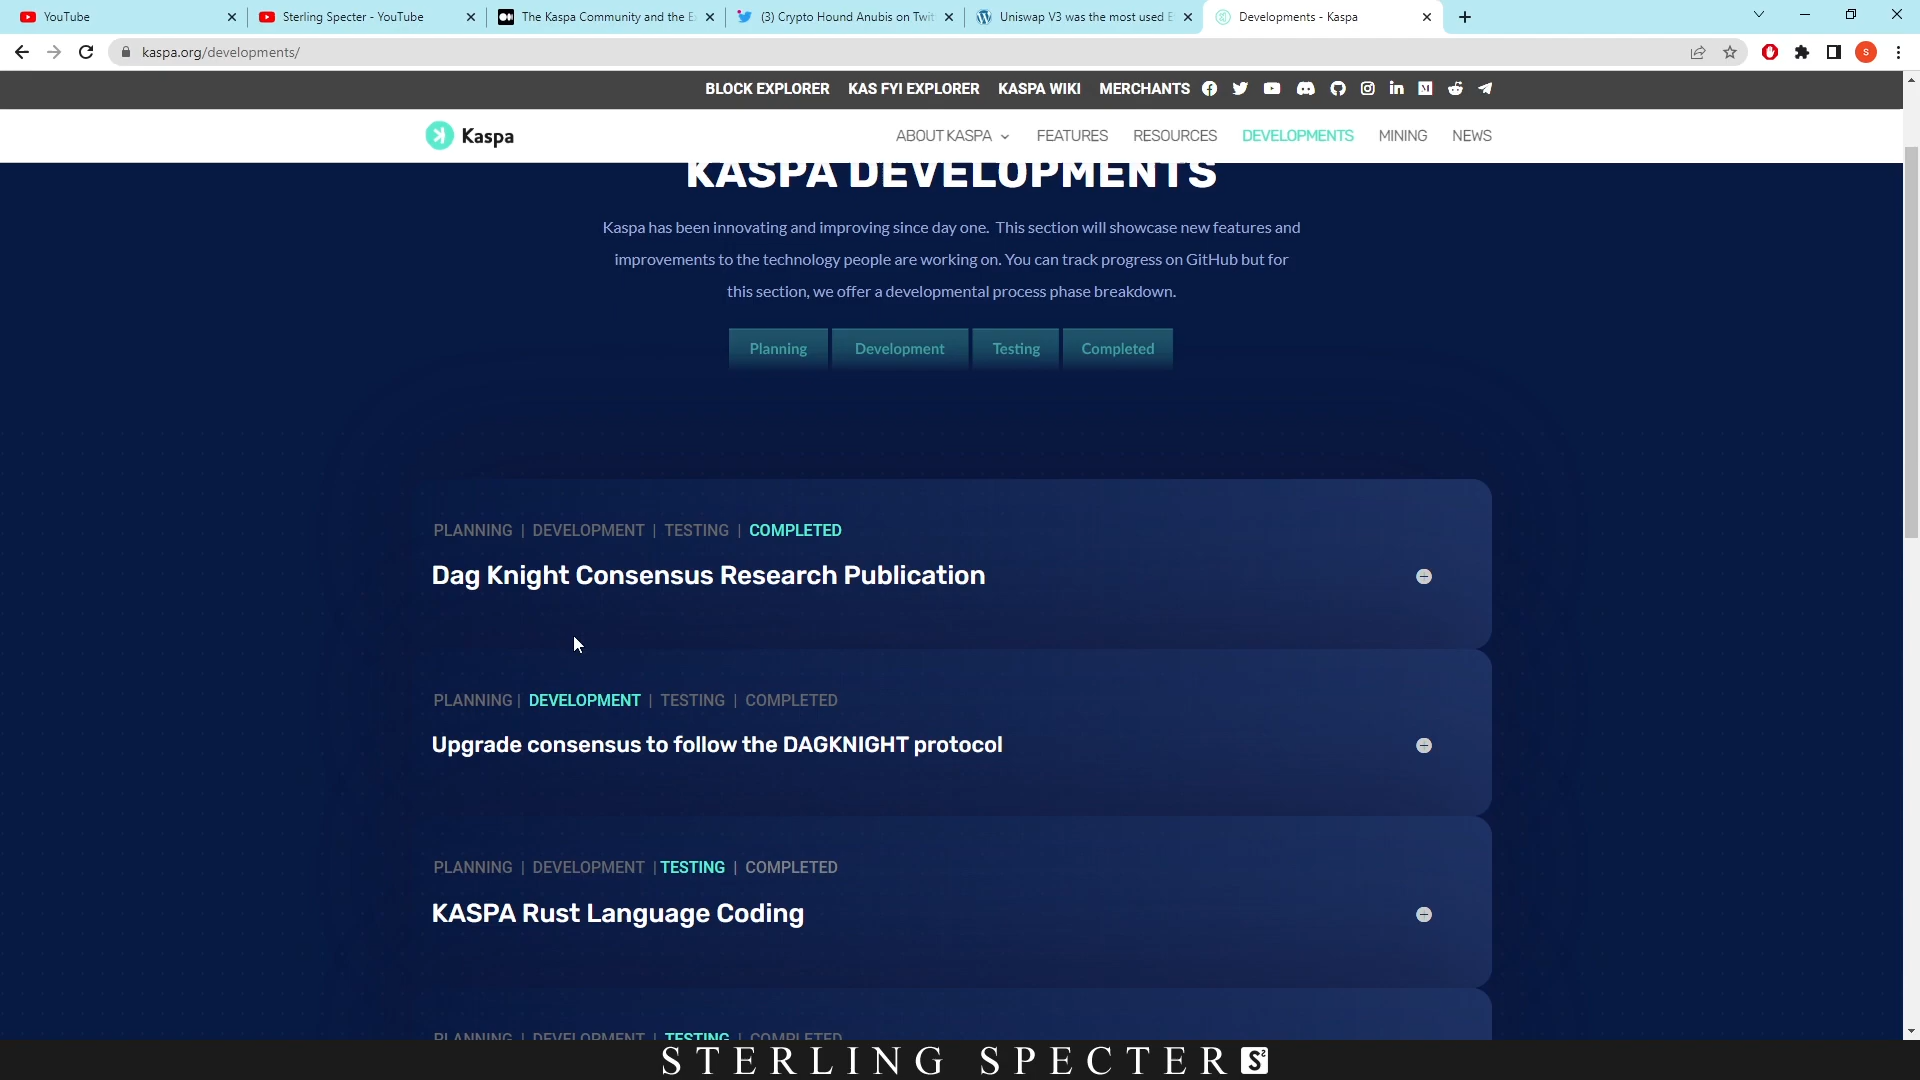 YouTube
Sterling Specter - YouTube
The Kaspa Community and the E
(3) Crypto Hound Anubis on Twit
Uniswap V3 was the most used E
Developments - Kaspa
kaspa.org/developments/
S
BLOCK EXPLORER KAS FYI EXPLORER KASPA WIKI MERCHANTS
Kaspa
ABOUT KASPA FEATURES RESOURCES DEVELOPMENTS MINING NEWS
KASPA DEVELOPMENTS
Kaspa has been innovating and improving since day one. This section will showcase new features and
improvements to the technology people are working on. You can track progress on GitHub but for
this section, we offer a developmental process phase breakdown.
Planning Development Testing Completed
PLANNING | DEVELOPMENT | TESTING | COMPLETED
Dag Knight Consensus Research Publication
PLANNING | DEVELOPMENT | TESTING | COMPLETED
Upgrade consensus to follow the DAGKNIGHT protocol
PLANNING | DEVELOPMENT | TESTING | COMPLETED
KASPA Rust Language Coding
PLANNING | DEVELOPMENT | TESTING | COMPLETED
STERLING SPECTER S²